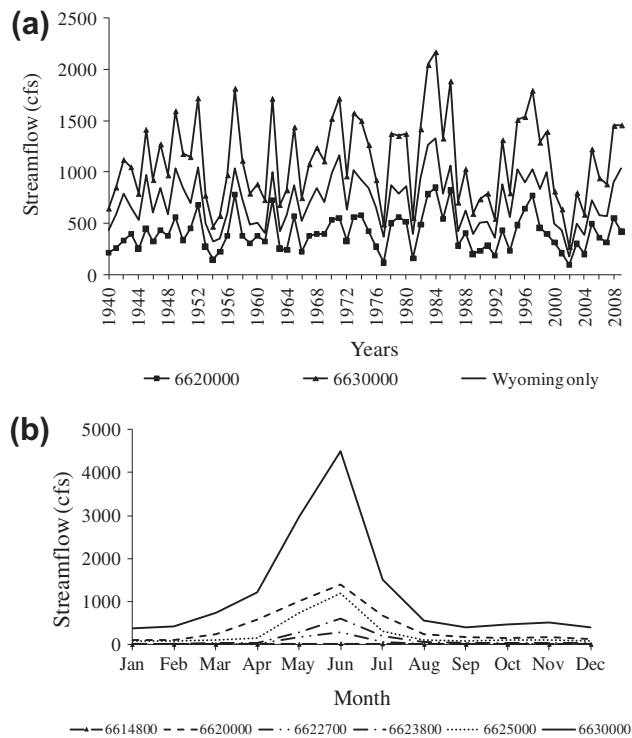 (a)
Streamflow (cfs)
2500
2000
1500
1000
500
0
1940 1944 1948 1952 1956 1960 1964 1968 1972 1976 1980 1984 1988 1992 1996 2000 2004 2008
Years
6620000 6630000 Wyoming only
(b)
Streamflow (cfs)
5000
4000
3000
2000
1000
0
Jan Feb Mar Apr May Jun Jul Aug Sep Oct Nov Dec
Month
6614800 6620000 6622700 6623800 6625000 6630000